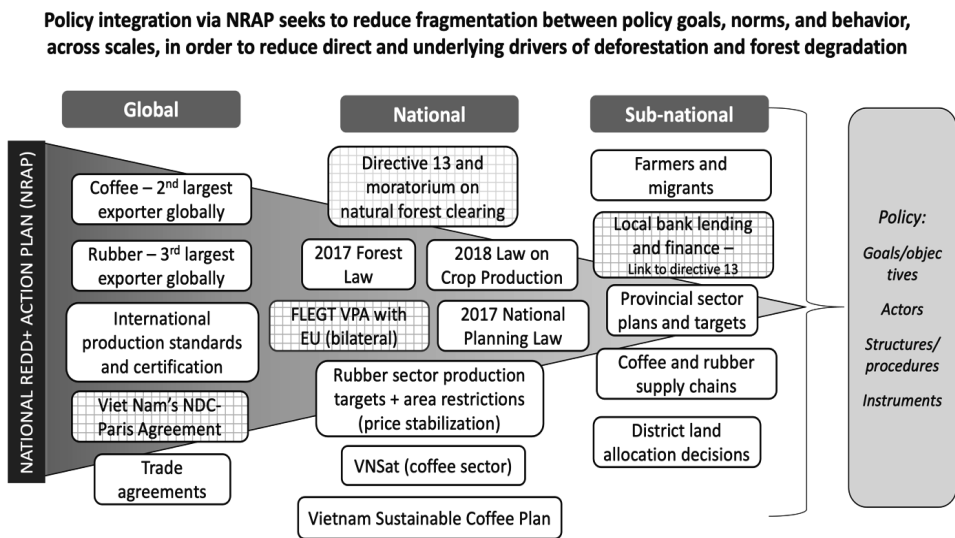 Policy integration via NRAP seeks to reduce fragmentation between policy goals, norms, and behavior,
across scales, in order to reduce direct and underlying drivers of deforestation and forest degradation
NATIONAL REDD+ ACTION PLAN (NRAP)
Global
Coffee – 2nd largest
exporter globally
Rubber – 3rd largest
exporter globally
International
production standards
and certification
Viet Nam's NDC-
Paris Agreement
Trade
agreements
National
Directive 13 and
moratorium on
natural forest clearing
2017 Forest
Law
2018 Law on
Crop Production
FLEGT VPA with
EU (bilateral)
2017 National
Planning Law
Rubber sector production
targets + area restrictions
(price stabilization)
VNSat (coffee sector)
Vietnam Sustainable Coffee Plan
Sub-national
Farmers and
migrants
Local bank lending
and finance –
Link to directive 13
Provincial sector
plans and targets
Coffee and rubber
supply chains
District land
allocation decisions
Policy:
Goals/objec
tives
Actors
Structures/
procedures
Instruments